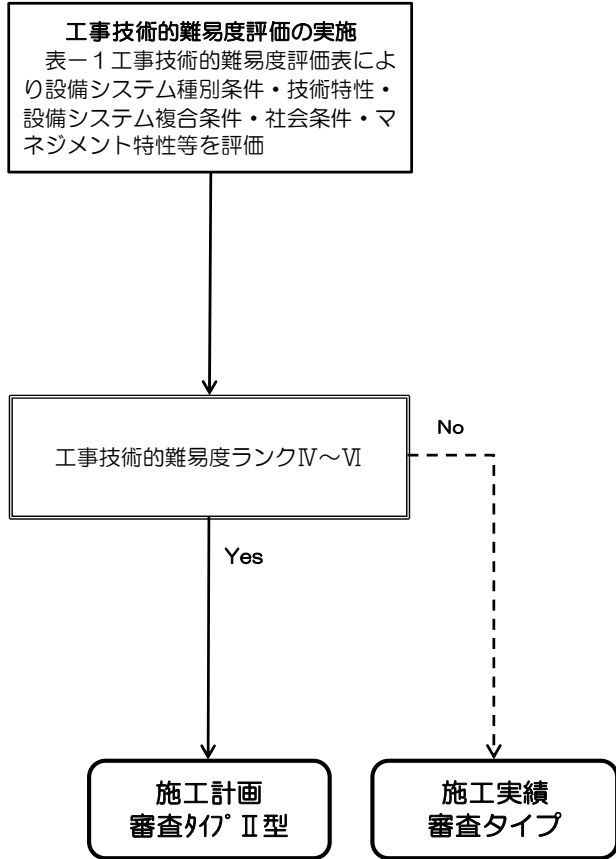 工事技術的難易度評価の実施
表－1工事技術的難易度評価表によ
り設備システム種別条件・技術特性・
設備システム複合条件・社会条件・マ
ネジメント特性等を評価
工事技術的難易度ランクⅣ～Ⅵ
No
Yes
施工計画
審査ﾀｲﾌﾟⅡ型
施工実績
審査タイプ